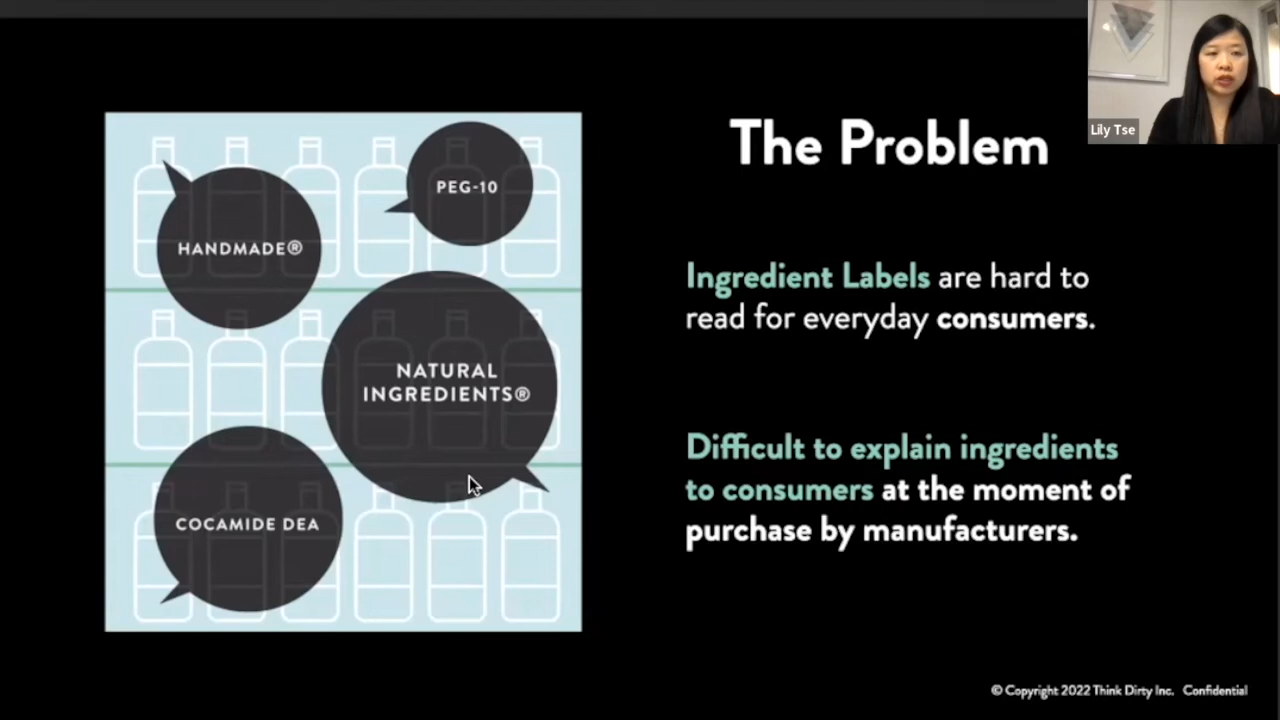 Lily Tse
The Problem
HANDMADE®
PEG-10
NATURAL
INGREDIENTS®
COCAMIDE DEA
Ingredient Labels are hard to
read for everyday consumers.
Difficult to explain ingredients
to consumers at the moment of
purchase by manufacturers.
© Copyright 2022 Think Dirty Inc. Confidential